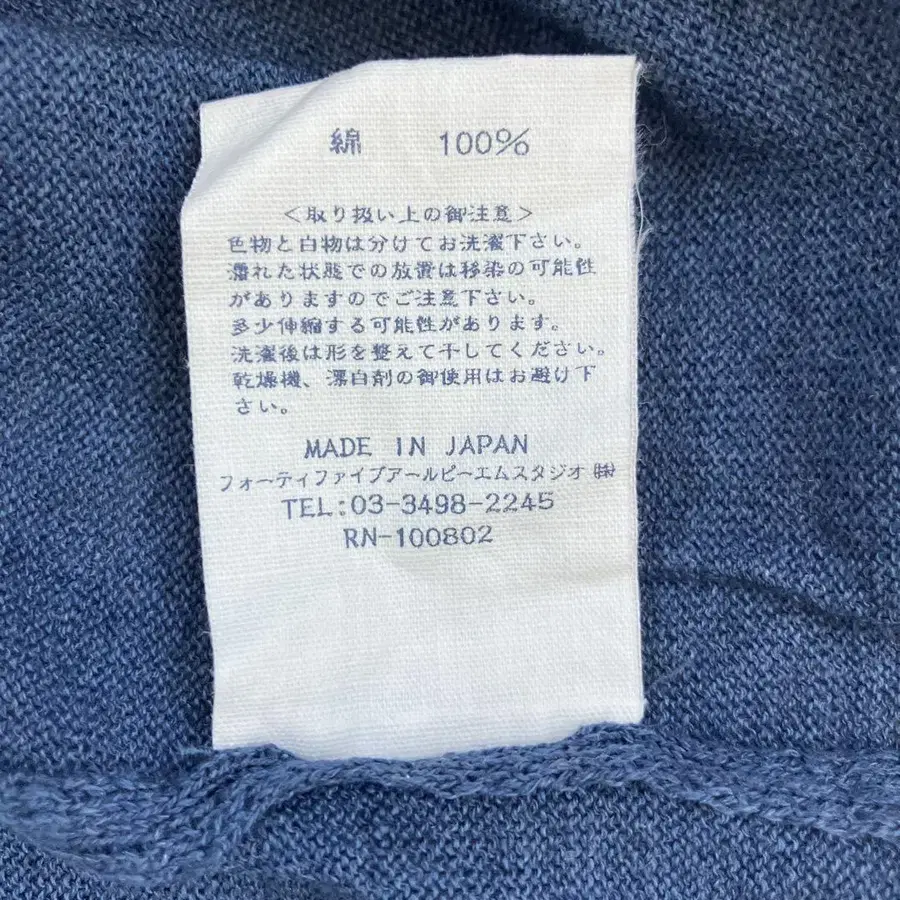 綿 100%
<取り扱い上の御注意>
色物と白物は分けてお洗濯下さい。
濡れた状態での放置は移染の可能性
がありますのでご注意下さい。
多少伸縮する可能性があります。
洗濯後は形を整えて干してください。
乾燥機、漂白剤の御使用はお避け下
さい。
MADE IN JAPAN
フォーティファイブアールピーエムスタジオ㈱
TEL:03-3498-2245
RN-100802